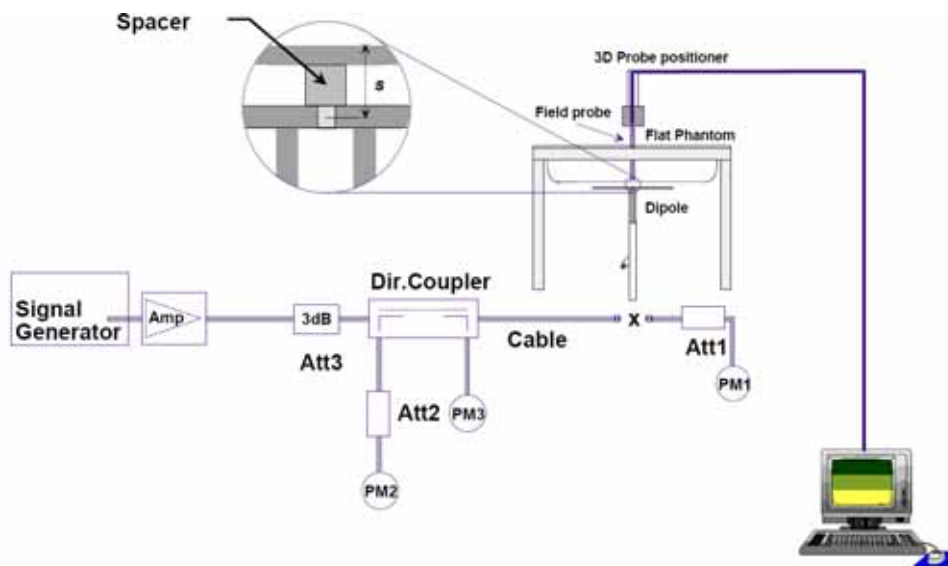 Spacer
s
3D Probe positioner
Field probe
Flat Phantom
Dipole
Signal
Generator
Amp
3dB
Att3
Dir.Coupler
Cable
x
Att1
PM1
Att2
PM3
PM2